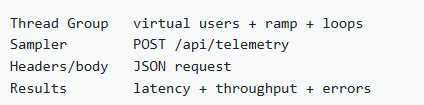 Thread Group   virtual users + ramp + loops
Sampler        POST /api/telemetry
Headers/body   JSON request
Results        latency + throughput + errors